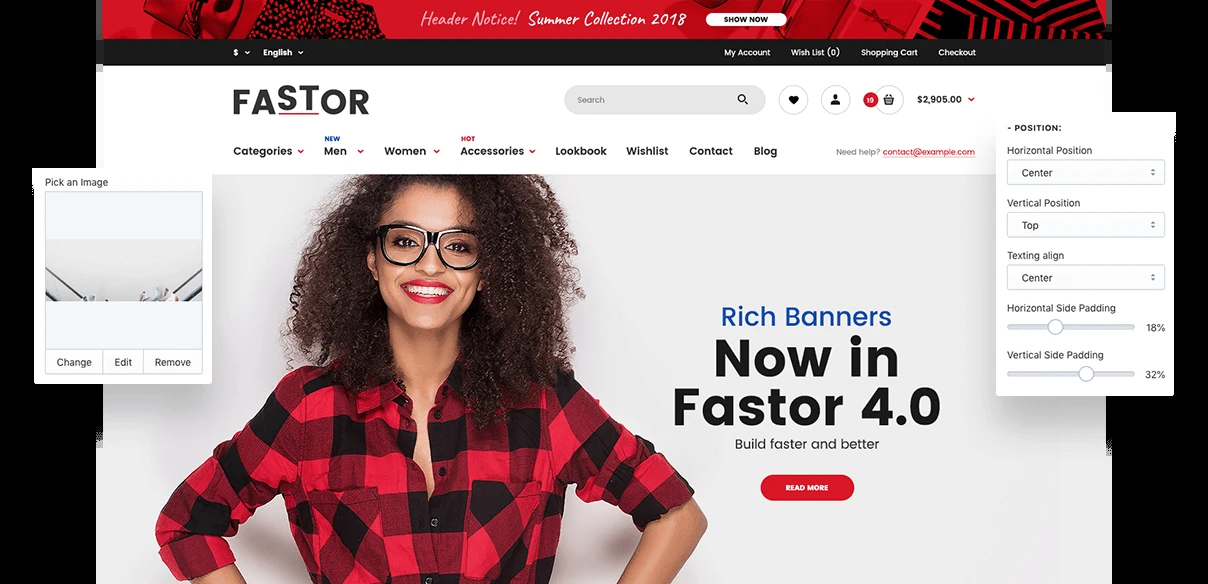 Header Notice! Summer Collection 2018 SHOW NOW
$ English My Account Wish List (0) Shopping Cart Checkout
FASTOR Search 19 $2,905.00
Categories NEW Men Women HOT Accessories Lookbook Wishlist Contact Blog Need help? contact@example.com
Pick an Image
Change Edit Remove
Rich Banners
Now in
Fastor 4.0
Build faster and better
READ MORE
- POSITION:
Horizontal Position
Center
Vertical Position
Top
Texting align
Center
Horizontal Side Padding
18%
Vertical Side Padding
32%